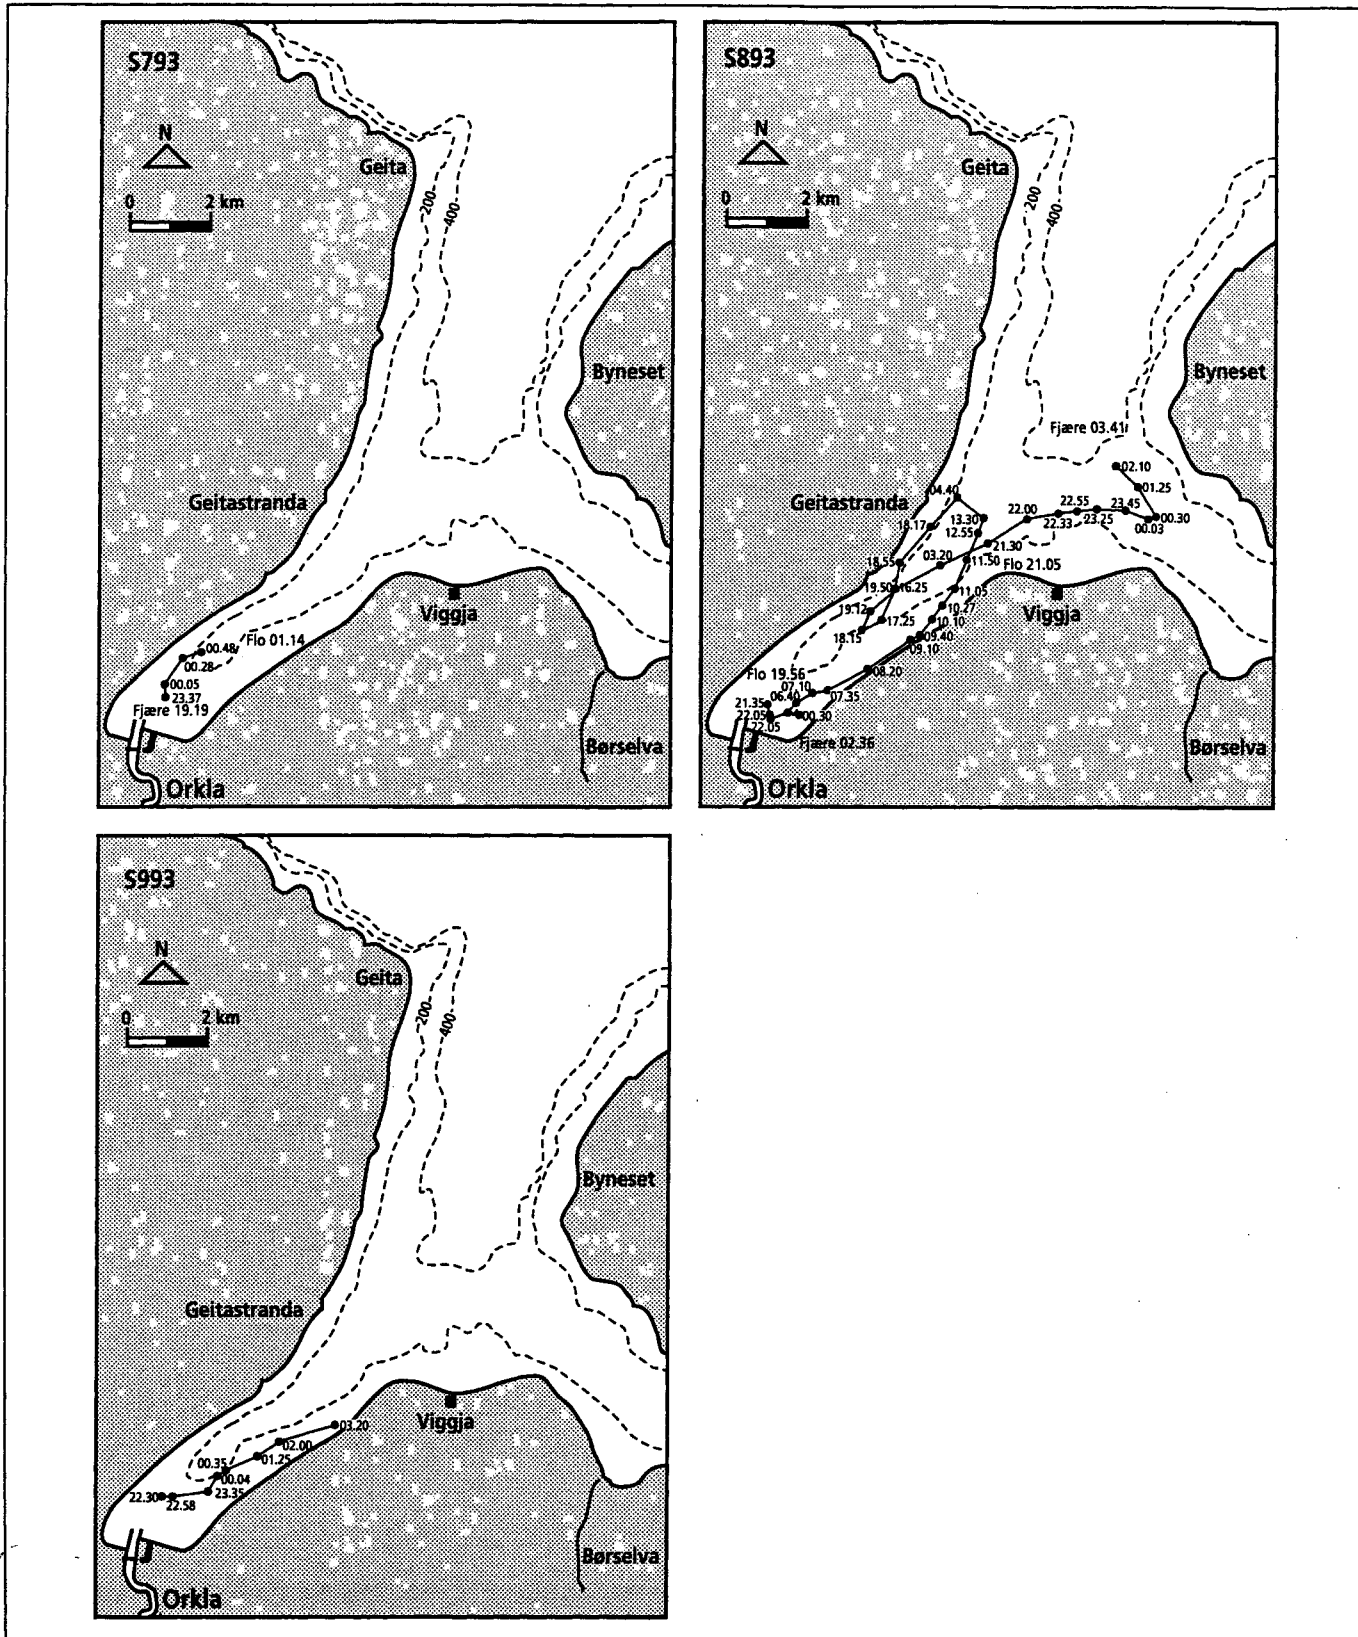 S793
N
0 2 km
Geita
200
400
Byneset
Geitastranda
Viggja
Flo 01.14
00.48
00.28
00.05
23.37
Fjære 19.19
Børselva
Orkla
S893
N
0 2 km
Geita
200
400
Byneset
Fjære 03.41
02.10
01.25
04.40
Geitastranda
22.55
23.45
22.00
13.30
22.33
23.25
00.30
00.03
12.55
21.30
03.20
18.55
11.50
Flo 21.05
19.50
16.25
11.05
Viggja
19.12
10.27
17.25
10.10
18.15
09.40
09.10
Flo 19.56
08.20
07.10
07.35
06.40
21.35
22.05
00.30
22.05
Fjære 02.36
Børselva
Orkla
S993
N
0 2 km
Geita
200
400
Byneset
Geitastranda
Viggja
03.20
02.00
01.25
00.35
00.04
23.35
22.30
22.58
Børselva
Orkla